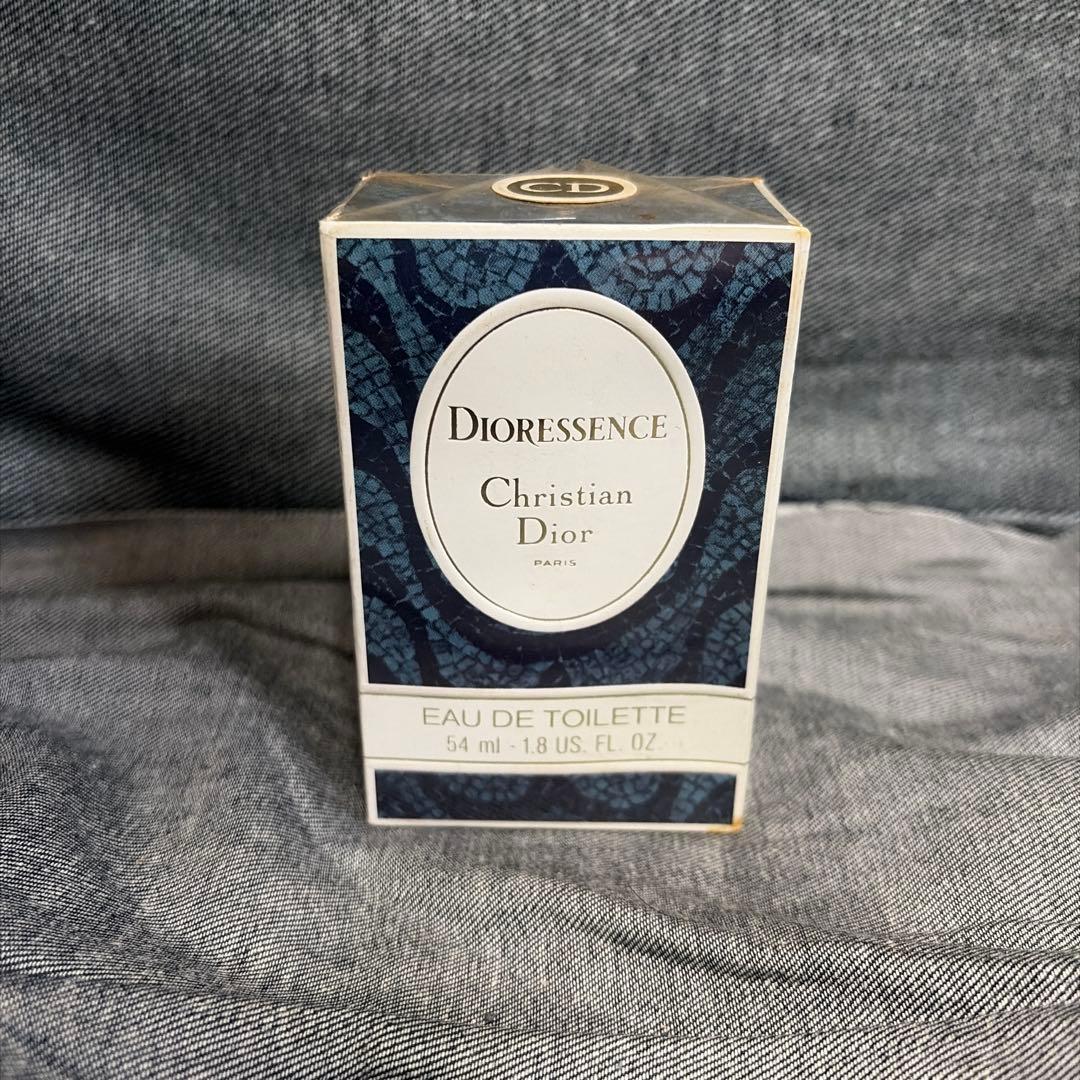 CD
DIORESSENCE
Christian
Dior
PARIS
EAU DE TOILETTE
54 ml - 1.8 US. FL. OZ.